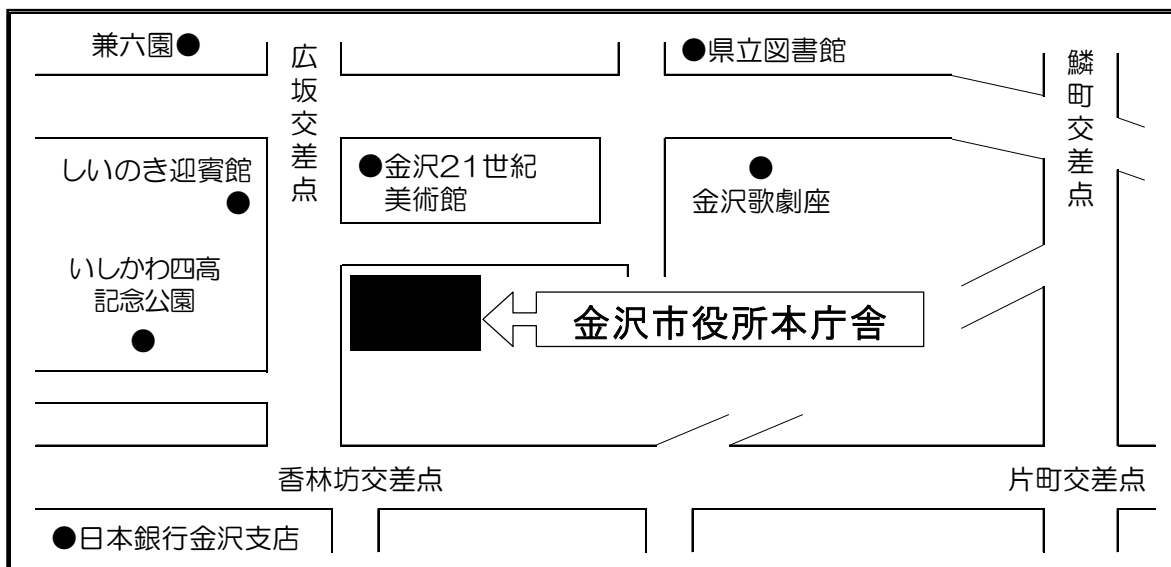 兼六園
広坂交差点
県立図書館
鱗町交差点
しいのき迎賓館
金沢21世紀
美術館
金沢歌劇座
いしかわ四高
記念公園
金沢市役所本庁舎
香林坊交差点
片町交差点
日本銀行金沢支店